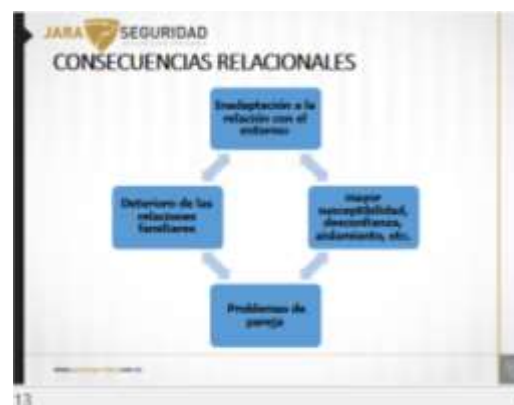 JARA SEGURIDAD
CONSECUENCIAS RELACIONALES
Inadaptación a la
relación con el
entorno
Deterioro de las
relaciones
familiares
mayor
susceptibilidad,
desconfianza,
aislamiento, etc.
Problemas de
pareja
13